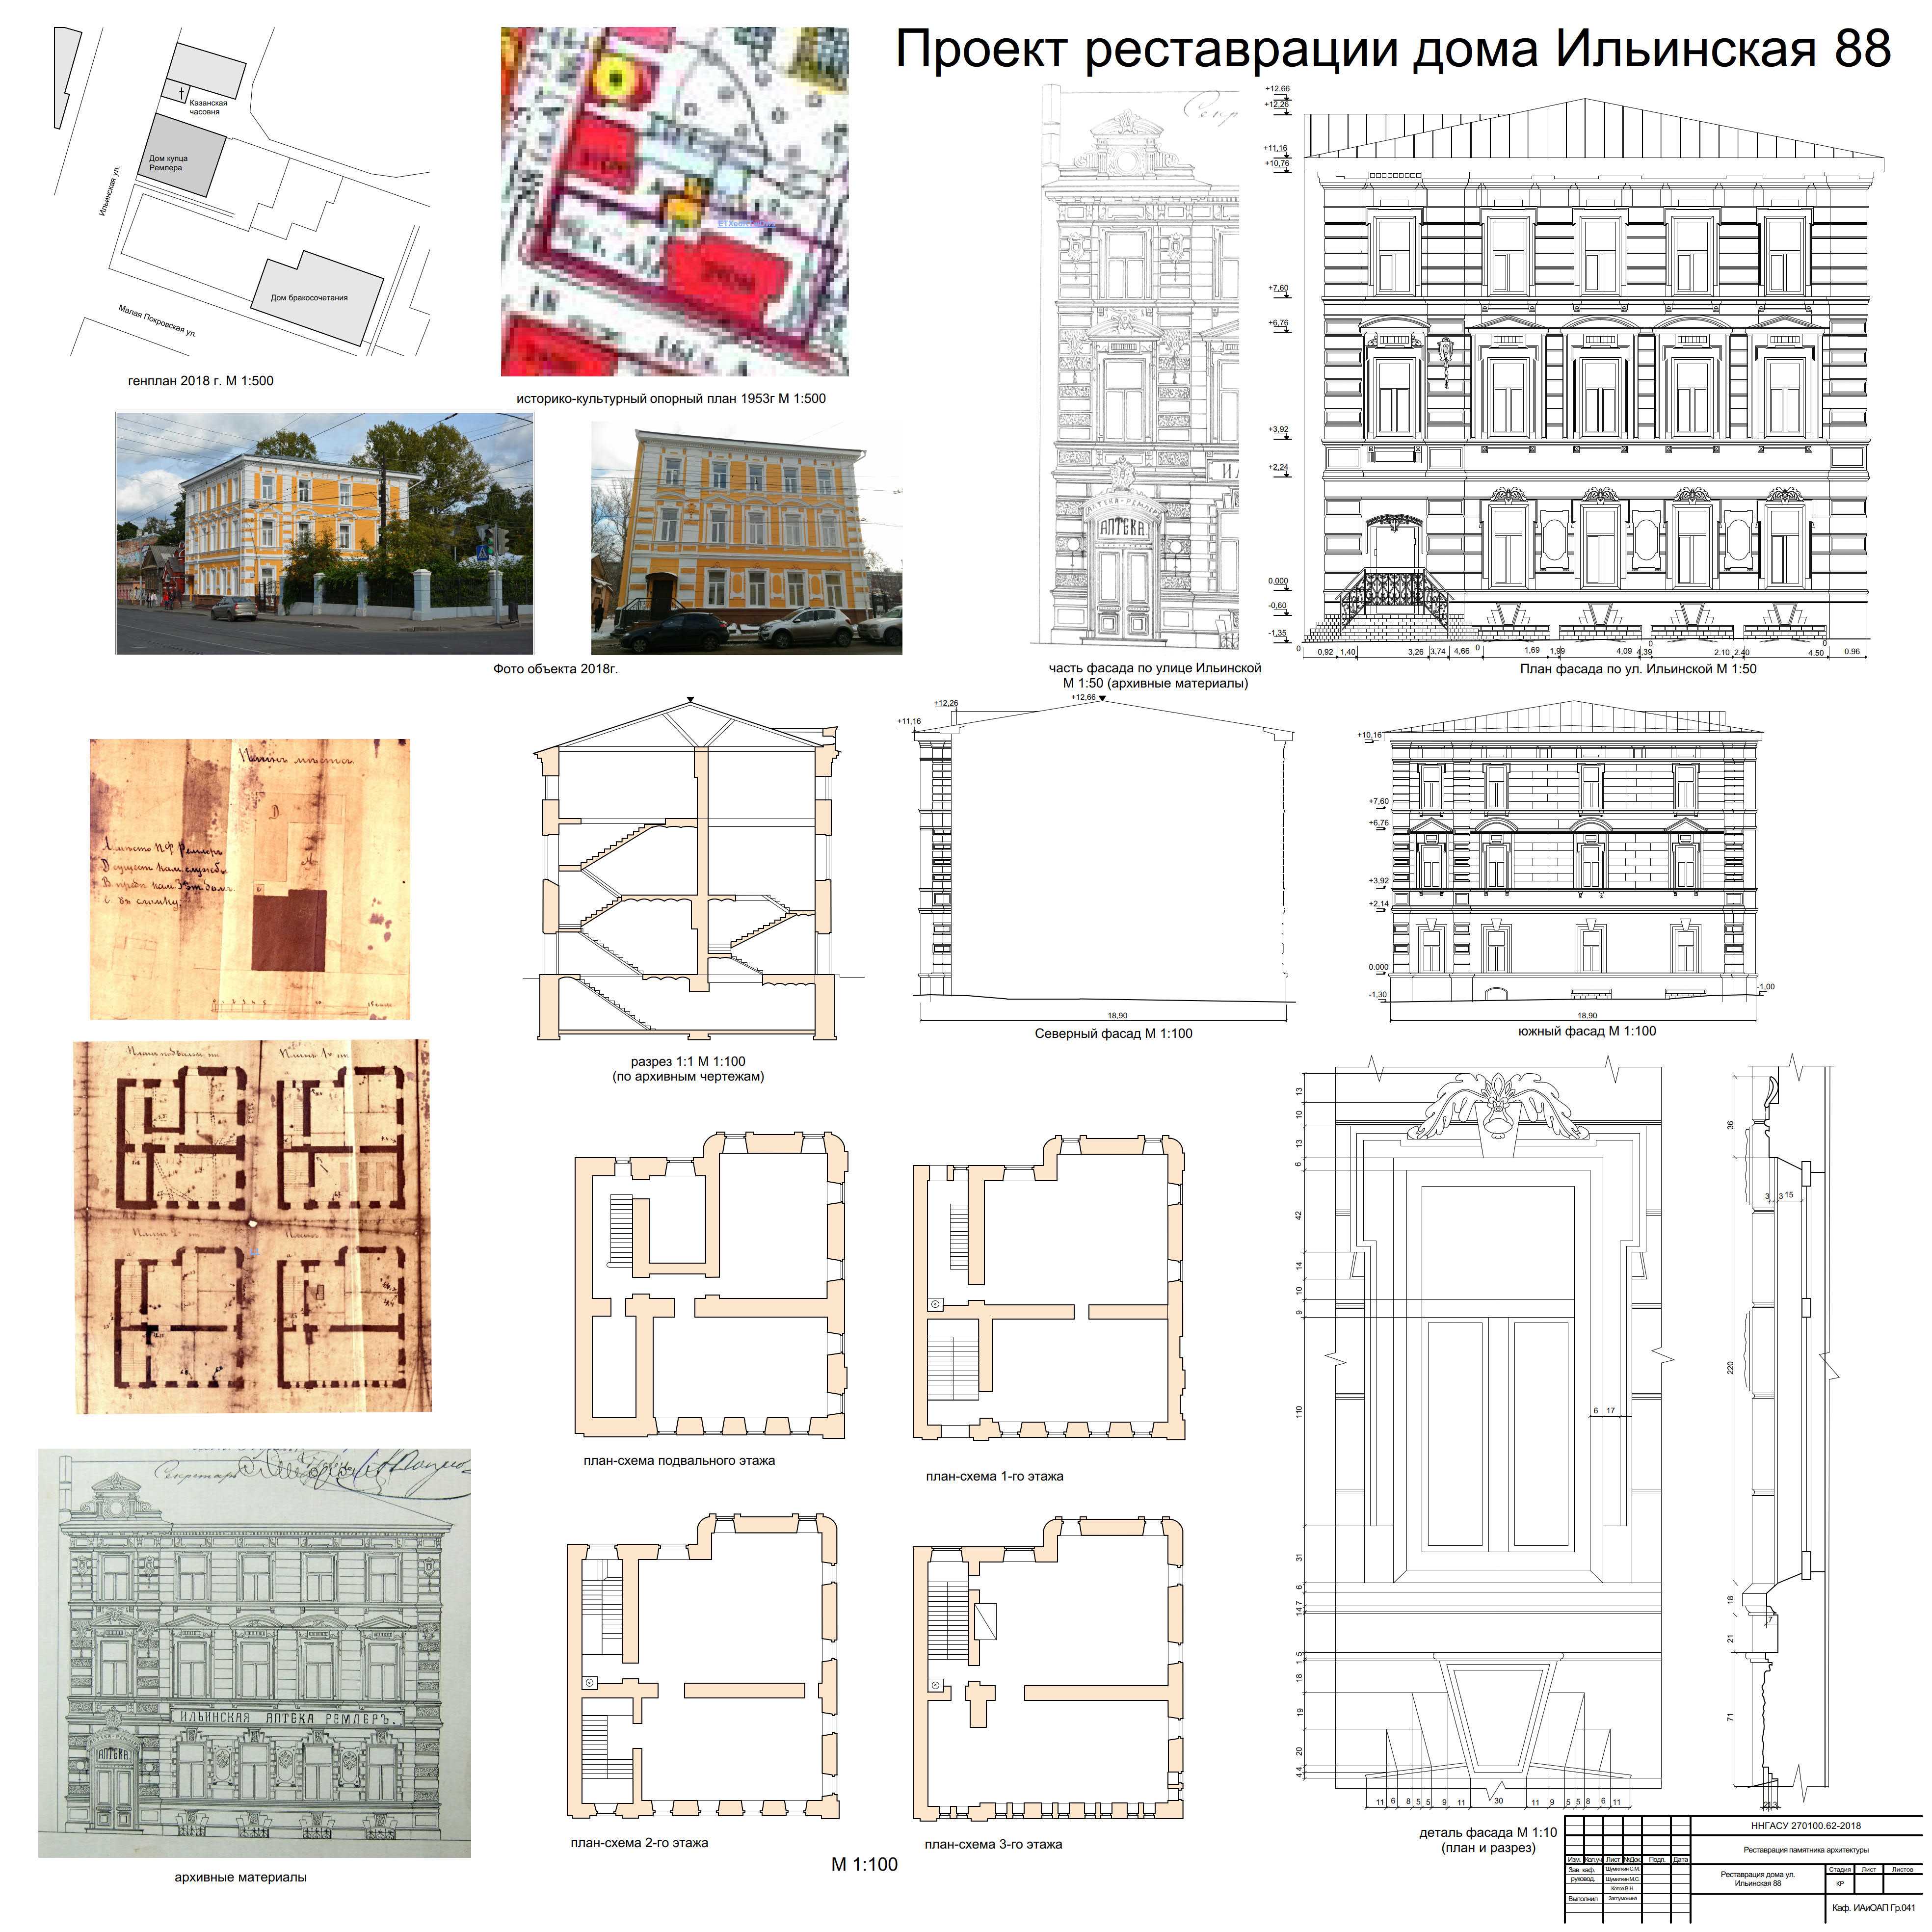 Проект реставрации дома Ильинская 88
Казанская
часовня
Дом купца
Ремлера
Ильинская ул.
Дом бракосочетания
Малая Покровская ул.
генплан 2018 г. М 1:500
историко-культурный опорный план 1953г М 1:500
Фото объекта 2018г.
АПТЕКА-РЕМЛЕР
АПТЕКА
часть фасада по улице Ильинской
М 1:50 (архивные материалы)
+12,66
+12,26
+11,16
+10,76
+7,60
+6,76
+3,92
+2,24
0,000
-0,60
-1,35
0 0,92 1,40 3,26 3,74 4,66 0 1,69 1,99 4,09 4,39 0 2.10 2.40 4.50 0 0.96
План фасада по ул. Ильинской М 1:50
А место П.Ф. Ремлеръ
разрез 1:1 М 1:100
(по архивным чертежам)
+12,66
+12,26
+11,16
18,90
Северный фасад М 1:100
+10,16
+7,60
+6,76
+3,92
+2,14
0.000
-1,30
-1,00
18,90
южный фасад М 1:100
план-схема подвального этажа
план-схема 1-го этажа
план-схема 2-го этажа
план-схема 3-го этажа
М 1:100
Секретарь
ИЛЬИНСКАЯ АПТЕКА РЕМЛЕРЪ.
АПТЕКА
архивные материалы
13
10
13
6
42
14
10
9
110
31
6
7
14
5
1
18
19
20
4
4
6 17
11 6 8 5 5 9 11 30 11 9 5 5 8 6 11
36
3 3 15
220
18
7
21
71
деталь фасада М 1:10
(план и разрез)
ННГАСУ 270100.62-2018
Реставрация памятника архитектуры
Изм. Кол.уч Лист №Док. Подп. Дата
Зав. каф. Шумилкин С.М.
руковод. Шумилкин М.С.
Котов В.Н.
Выполнил
Реставрация дома ул.
Ильинская 88
Стадия Лист Листов
КР
Каф. ИАиОАП Гр.041